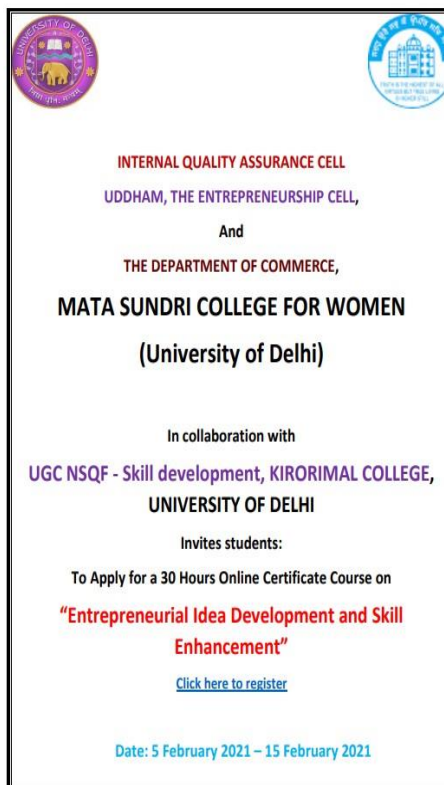 UNIVERSITY OF DELHI
INTERNAL QUALITY ASSURANCE CELL
UDDHAM, THE ENTREPRENEURSHIP CELL,
And
THE DEPARTMENT OF COMMERCE,
MATA SUNDRI COLLEGE FOR WOMEN
(University of Delhi)
In collaboration with
UGC NSQF - Skill development, KIRORIMAL COLLEGE,
UNIVERSITY OF DELHI
Invites students:
To Apply for a 30 Hours Online Certificate Course on
“Entrepreneurial Idea Development and Skill
Enhancement”
Click here to register
Date: 5 February 2021 – 15 February 2021